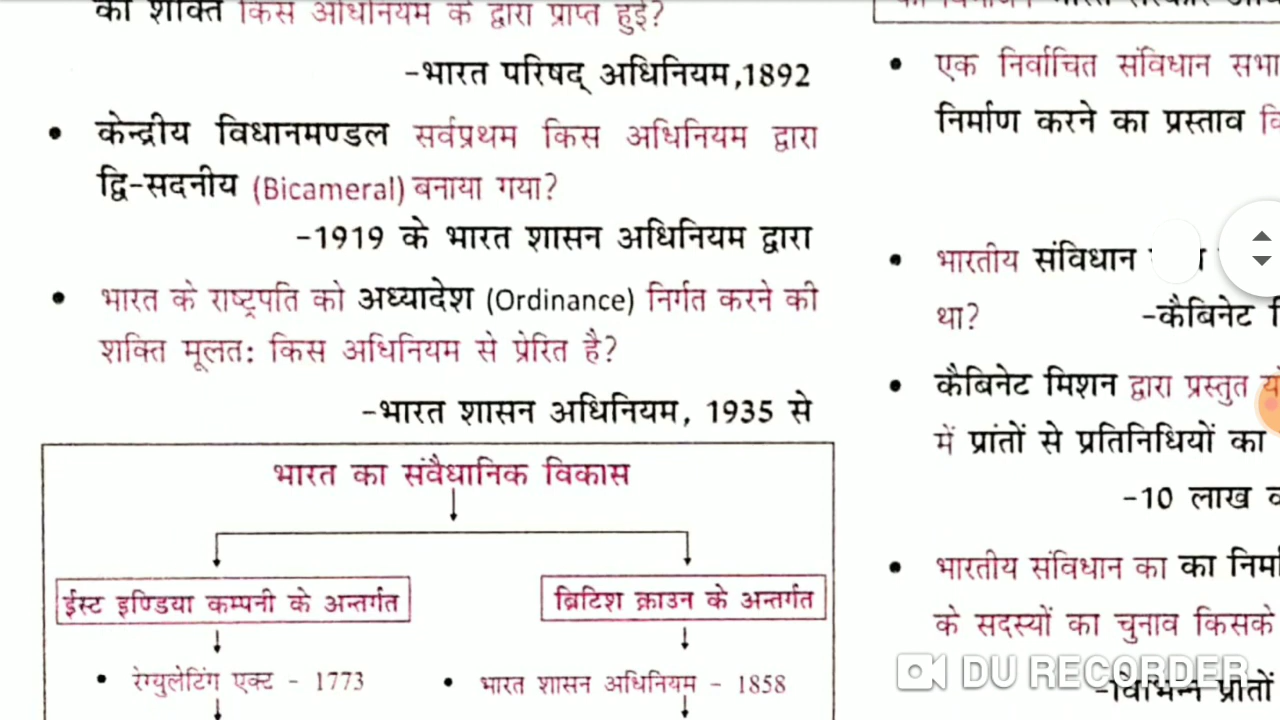 की शक्ति किस अधिनियम के द्वारा प्राप्त हुई?
-भारत परिषद् अधिनियम,1892
• केन्द्रीय विधानमण्डल सर्वप्रथम किस अधिनियम द्वारा
द्वि-सदनीय (Bicameral) बनाया गया?
-1919 के भारत शासन अधिनियम द्वारा
• भारत के राष्ट्रपति को अध्यादेश (Ordinance) निर्गत करने की
शक्ति मूलत: किस अधिनियम से प्रेरित है?
-भारत शासन अधिनियम, 1935 से
भारत का संवैधानिक विकास
ईस्ट इण्डिया कम्पनी के अन्तर्गत
ब्रिटिश क्राउन के अन्तर्गत
• रेग्युलेटिंग एक्ट - 1773
• भारत शासन अधिनियम - 1858
• एक निर्वाचित संविधान सभा
निर्माण करने का प्रस्ताव
• भारतीय संविधान
था? -कैबिनेट
• कैबिनेट मिशन द्वारा प्रस्तुत
में प्रांतों से प्रतिनिधियों का
-10 लाख
• भारतीय संविधान का का
के सदस्यों का चुनाव किसके
-विभिन्न प्रांतों
DU RECORDER